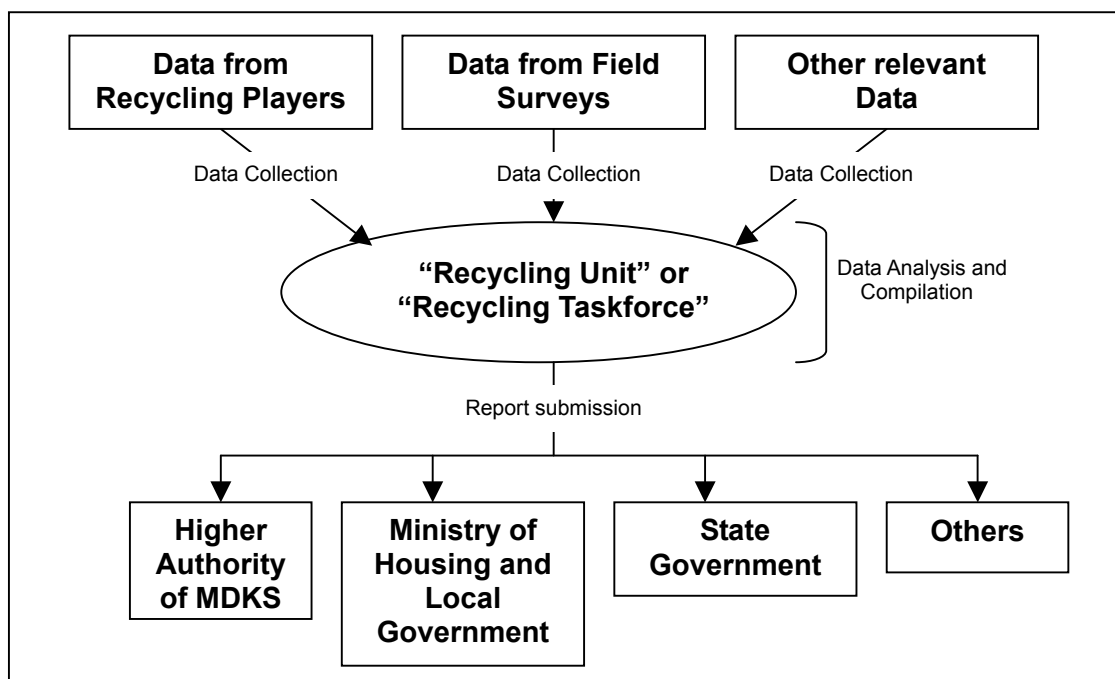 Data from
Recycling Players
Data from Field
Surveys
Other relevant
Data
Data Collection
Data Collection
Data Collection
“Recycling Unit” or
“Recycling Taskforce”
Data Analysis and
Compilation
Report submission
Higher
Authority
of MDKS
Ministry of
Housing and
Local
Government
State
Government
Others